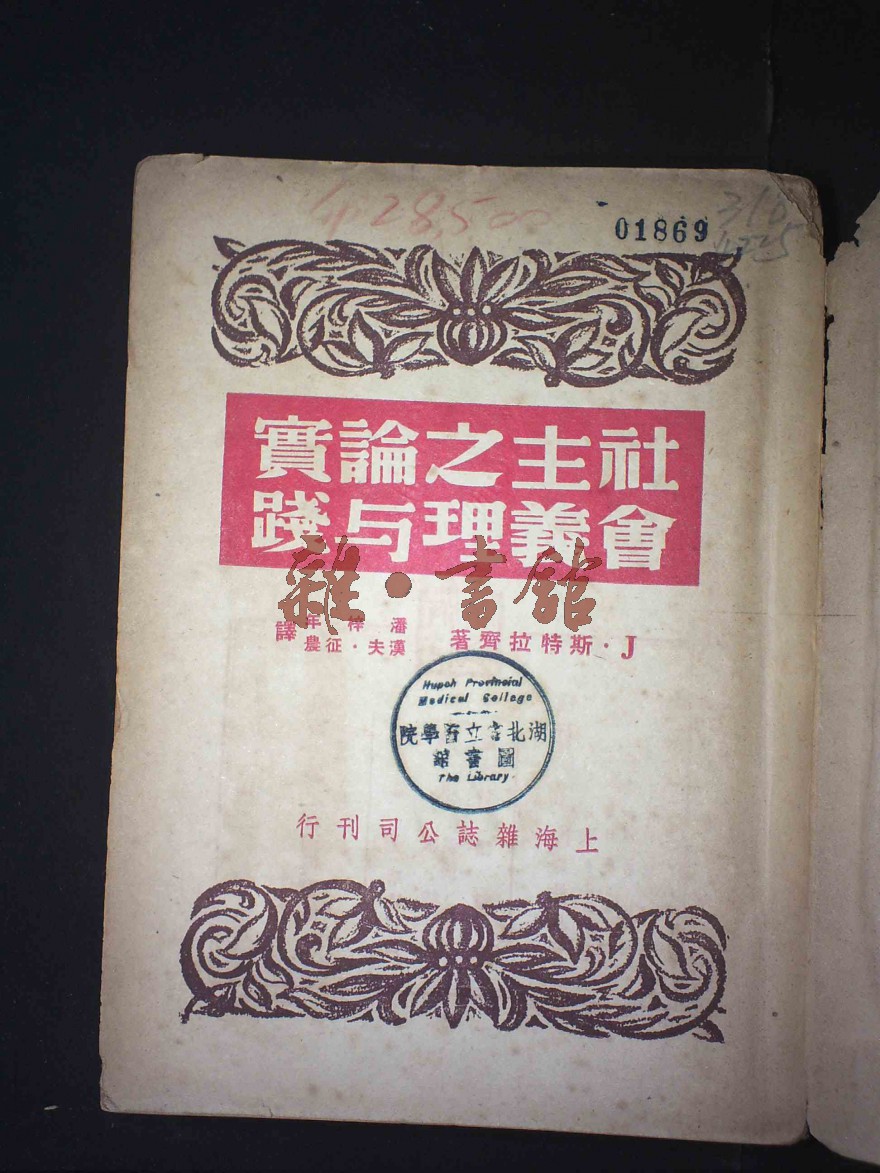 28,500
01869
社會主義之理論与實踐
J·斯特拉齊著
潘梓年
漢夫·征農
譯
雜·書館
Hupeh Provincial
Medical College
湖北省立醫學院
圖書館
The Library
上海雜誌公司刊行